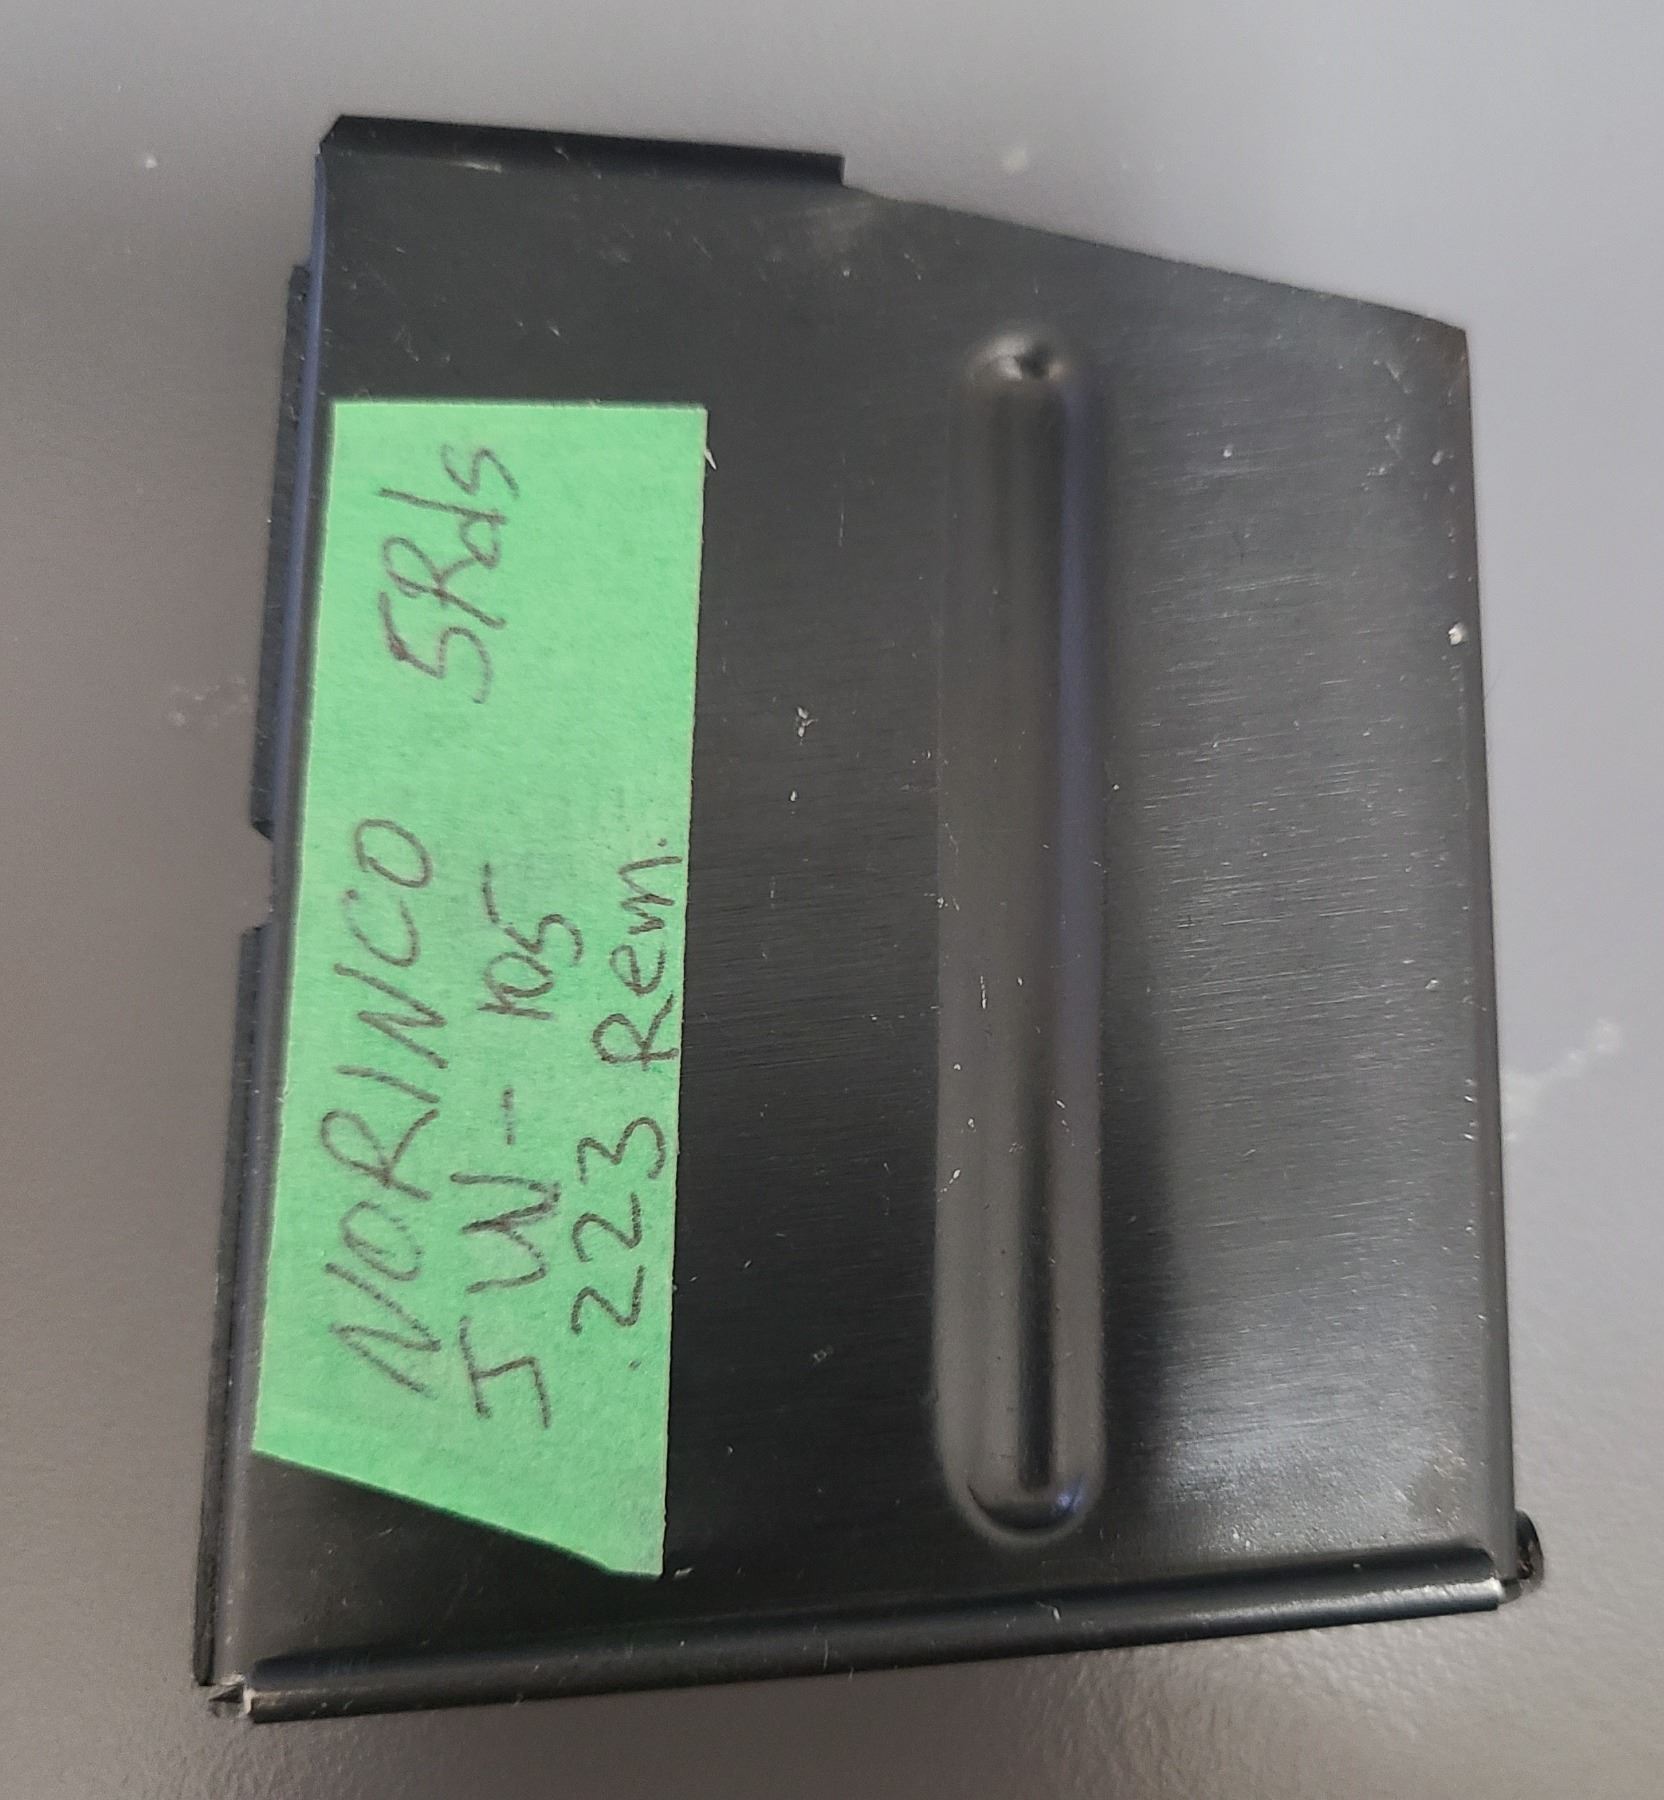 NORINCO 5Rds
JW-105
.223 Rem.